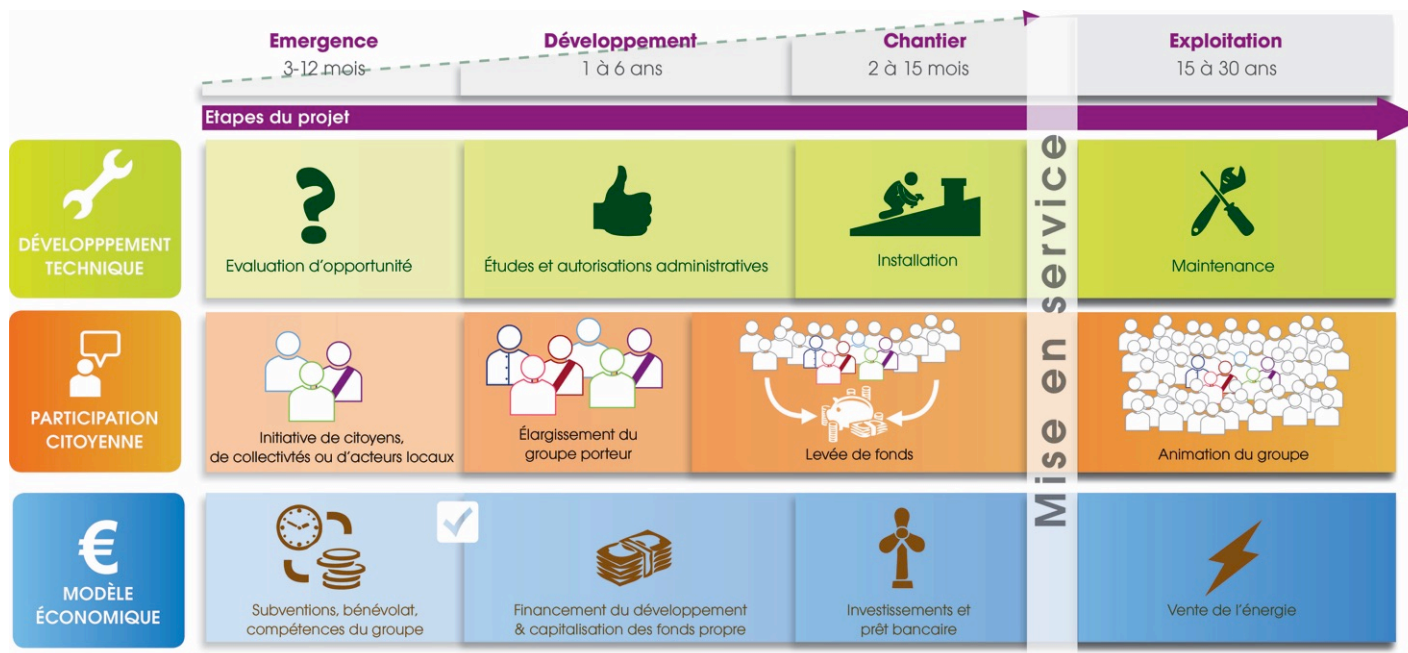 Emergence
3-12 mois
Développement
1 à 6 ans
Chantier
2 à 15 mois
Exploitation
15 à 30 ans
Etapes du projet
Mise en service
DÉVELOPPPEMENT
TECHNIQUE
Evaluation d'opportunité
Études et autorisations administratives
Installation
Maintenance
PARTICIPATION
CITOYENNE
Initiative de citoyens,
de collectivtés ou d'acteurs locaux
Élargissement du
groupe porteur
Levée de fonds
Animation du groupe
€
MODÈLE
ÉCONOMIQUE
Subventions, bénévolat,
compétences du groupe
Financement du développement
& capitalisation des fonds propre
Investissements et
prêt bancaire
Vente de l'énergie